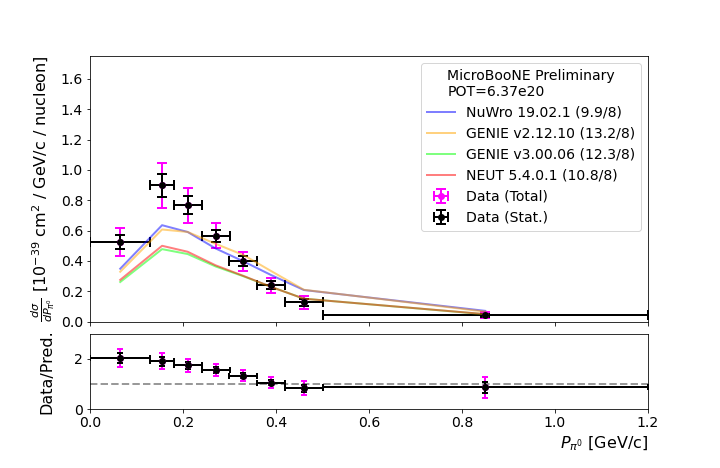 MicroBooNE Preliminary
POT=6.37e20
NuWro 19.02.1 (9.9/8)
GENIE v2.12.10 (13.2/8)
GENIE v3.00.06 (12.3/8)
NEUT 5.4.0.1 (10.8/8)
Data (Total)
Data (Stat.)
1.6
1.4
1.2
1.0
0.8
0.6
0.4
0.2
0.0
dσ/dP_{π⁰} [10⁻³⁹ cm² / GeV/c / nucleon]
2
0
Data/Pred.
0.0 0.2 0.4 0.6 0.8 1.0 1.2
P_{π⁰} [GeV/c]